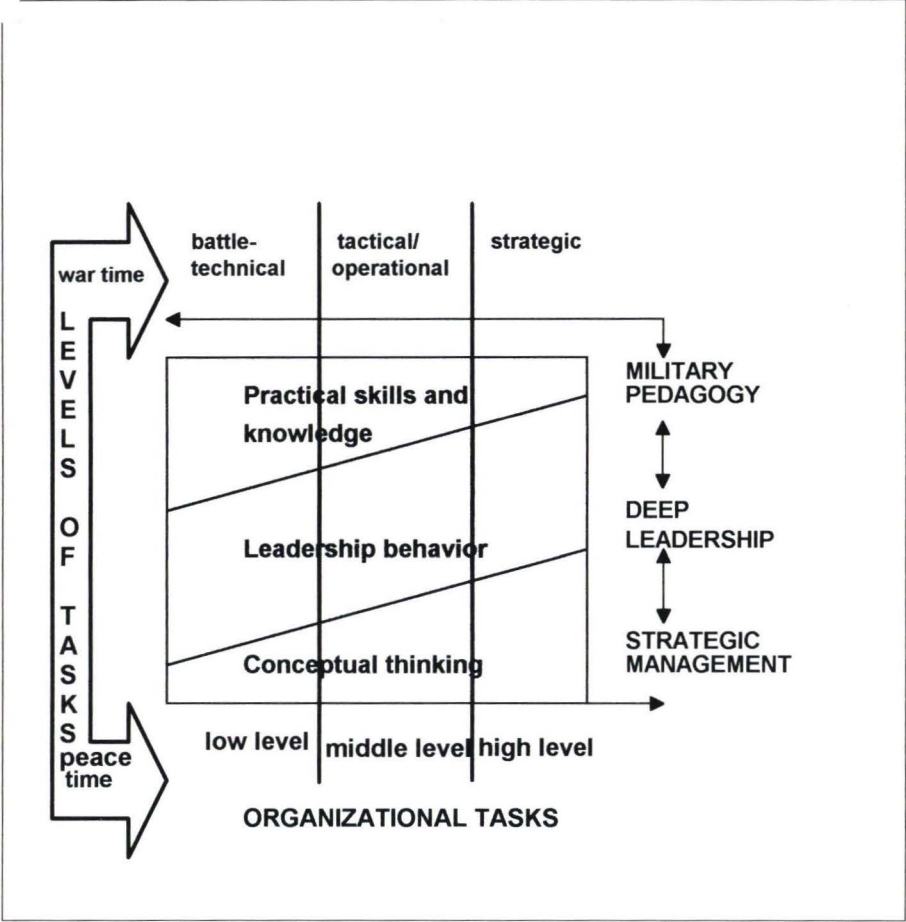 battle-
technical
tactical/
operational
strategic
war time
LEVELS OF TASKS
peace
time
Practical skills and
knowledge
Leadership behavior
Conceptual thinking
MILITARY
PEDAGOGY
DEEP
LEADERSHIP
STRATEGIC
MANAGEMENT
low level
middle level
high level
ORGANIZATIONAL TASKS